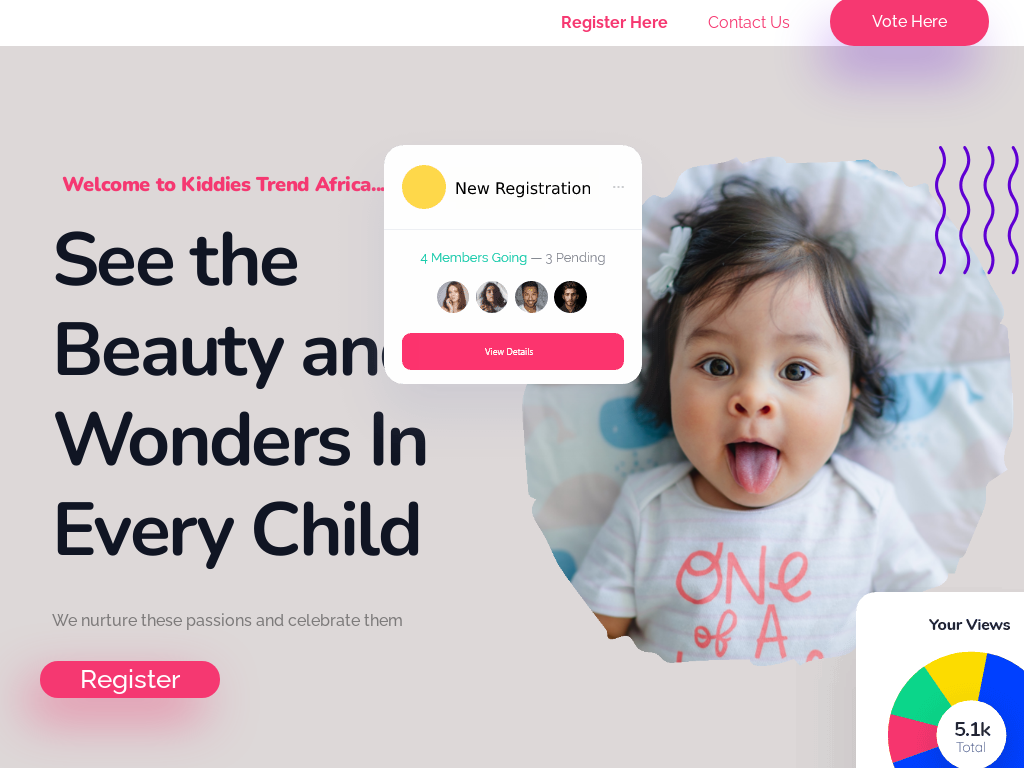 Register Here
Contact Us
Vote Here
Welcome to Kiddies Trend Africa...
See the
Beauty and
Wonders In
Every Child
We nurture these passions and celebrate them
Register
New Registration
4 Members Going — 3 Pending
View Details
ONe
of A
Your Views
5.1k
Total